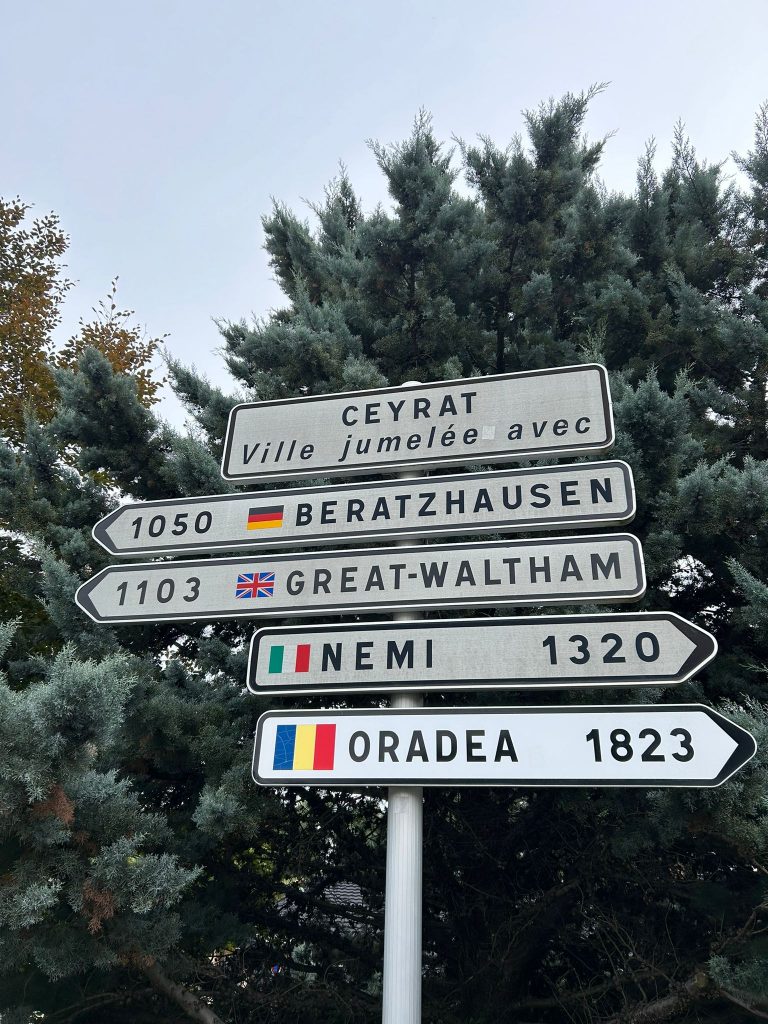 CEYRAT
Ville jumelée avec
1050 BERATZHAUSEN
1103 GREAT-WALTHAM
NEMI 1320
ORADEA 1823